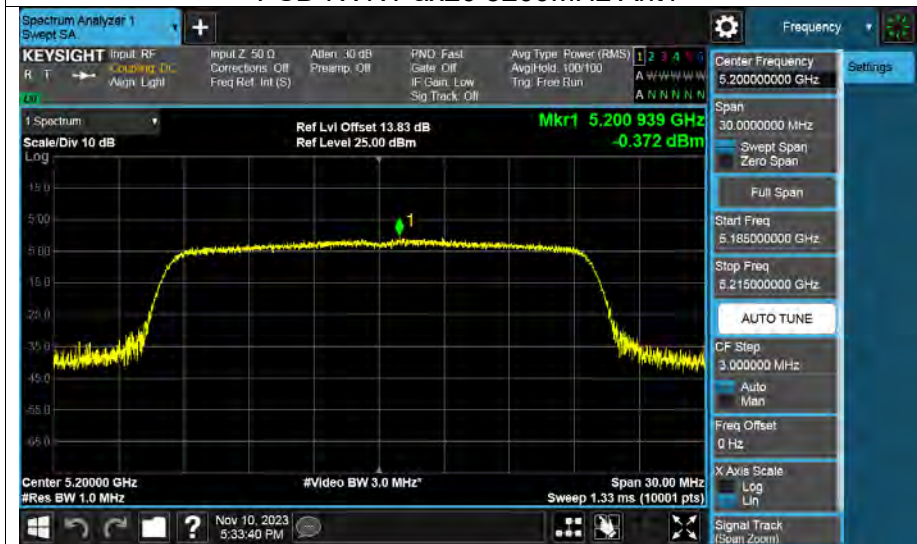 Spectrum Analyzer 1
Swept SA
+
Frequency
KEYSIGHT
R T
Input: RF
Coupling: DC
Align: Light
Input Z: 50 Ω
Corrections: Off
Freq Ref: Int (S)
Atten: 30 dB
Preamp: Off
PNO: Fast
Gate: Off
IF Gain: Low
Sig Track: Off
Avg Type: Power (RMS)
Avg|Hold: 100/100
Trig: Free Run
1 2 3 4 5 6
A W W W W W
A N N N N N
1 Spectrum
Scale/Div 10 dB
Log
Ref Lvl Offset 13.83 dB
Ref Level 25.00 dBm
Mkr1 5.200 939 GHz
-0.372 dBm
15.0
5.00
1
-45.0
-55.0
-65.0
Center 5.20000 GHz
#Res BW 1.0 MHz
#Video BW 3.0 MHz*
Span 30.00 MHz
Sweep 1.33 ms (10001 pts)
?
Nov 10, 2023
5:33:40 PM
Center Frequency
5.200000000 GHz
Settings
Span
30.0000000 MHz
Swept Span
Zero Span
Full Span
Start Freq
5.185000000 GHz
Stop Freq
5.215000000 GHz
AUTO TUNE
CF Step
3.000000 MHz
Auto
Man
Freq Offset
0 Hz
X Axis Scale
Log
Lin
Signal Track
(Span Zoom)